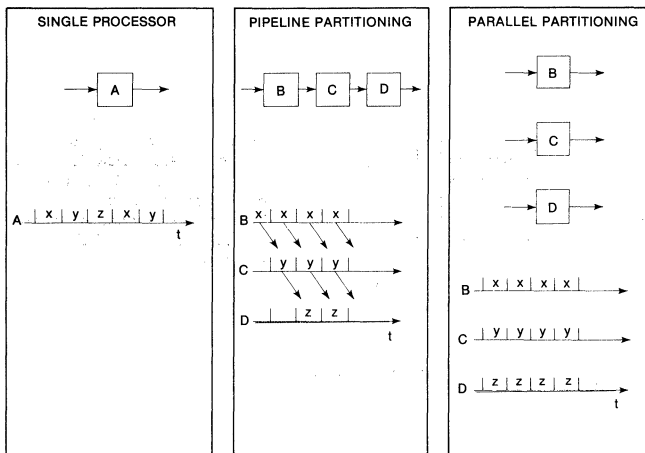 SINGLE PROCESSOR
A
A x y z x y
t
PIPELINE PARTITIONING
B C D
B x x x x
C y y y
D z z
t
PARALLEL PARTITIONING
B
C
D
B x x x x
C y y y y
D z z z z
t